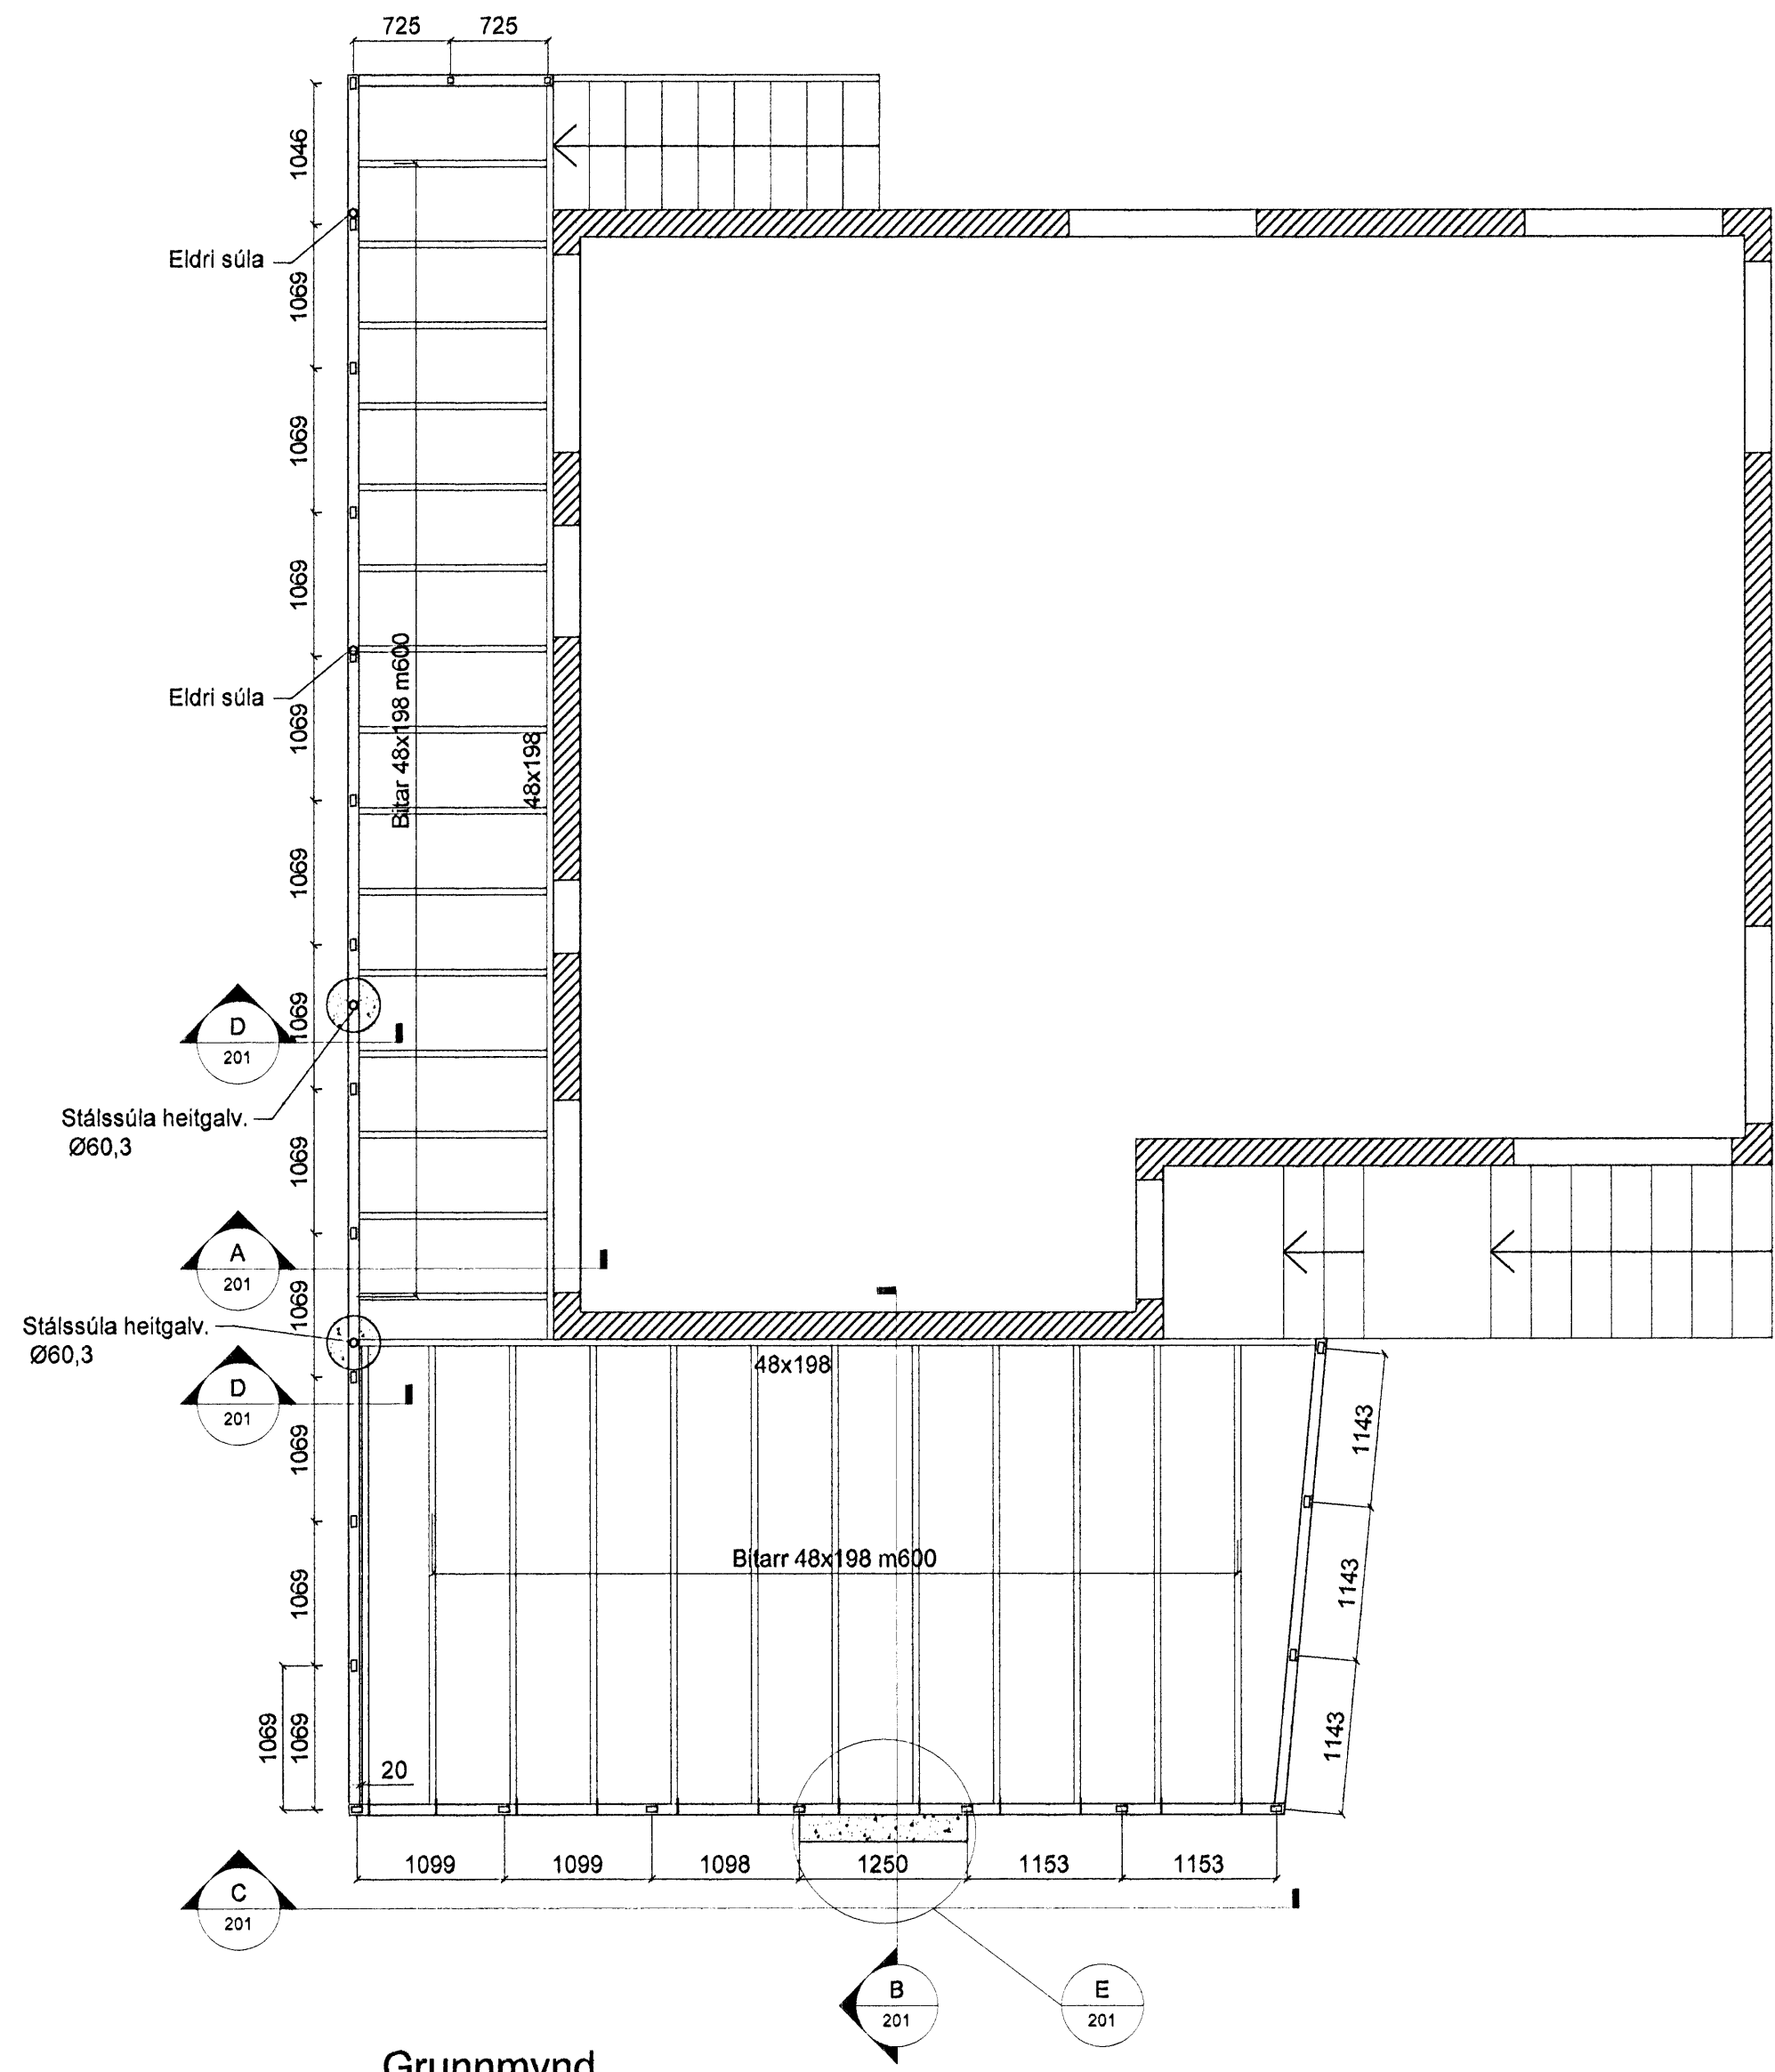 725 725
1046
Eldri súla
1069
1069
1069
Eldri súla
1069
Bitar 48x198 m600
48x198
1069
D
201
1069
Stálssúla heitgalv.
Ø60,3
1069
A
201
1069
Stálssúla heitgalv.
Ø60,3
48x198
D
201
1143
1069
Bitarr 48x198 m600
1143
1069
1069
1069
20
1143
1099 1099 1098 1250 1153 1153
C
201
B
201
E
201
Grunnmynd